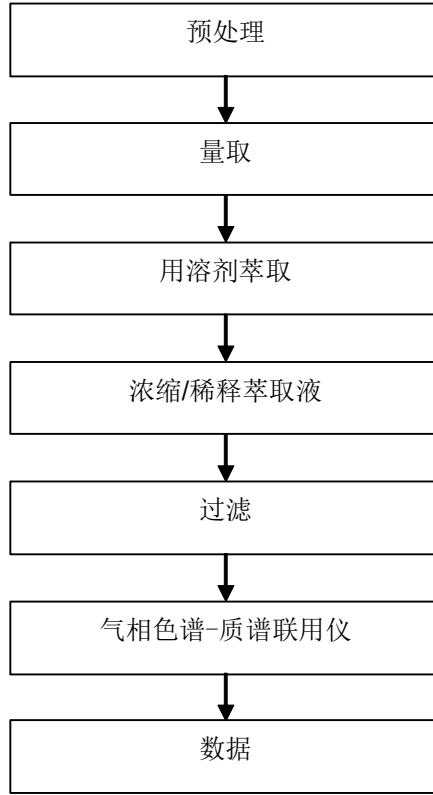 预处理
量取
用溶剂萃取
浓缩/稀释萃取液
过滤
气相色谱-质谱联用仪
数据